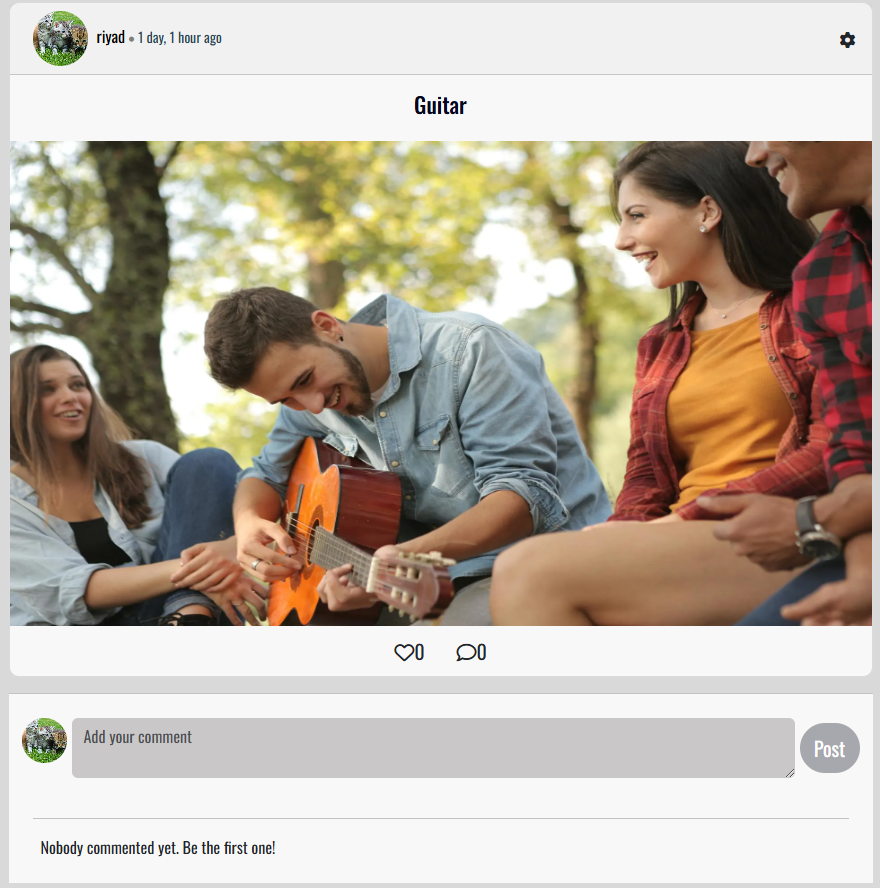 riyad • 1 day, 1 hour ago
Guitar
0 0
Add your comment
Post
Nobody commented yet. Be the first one!